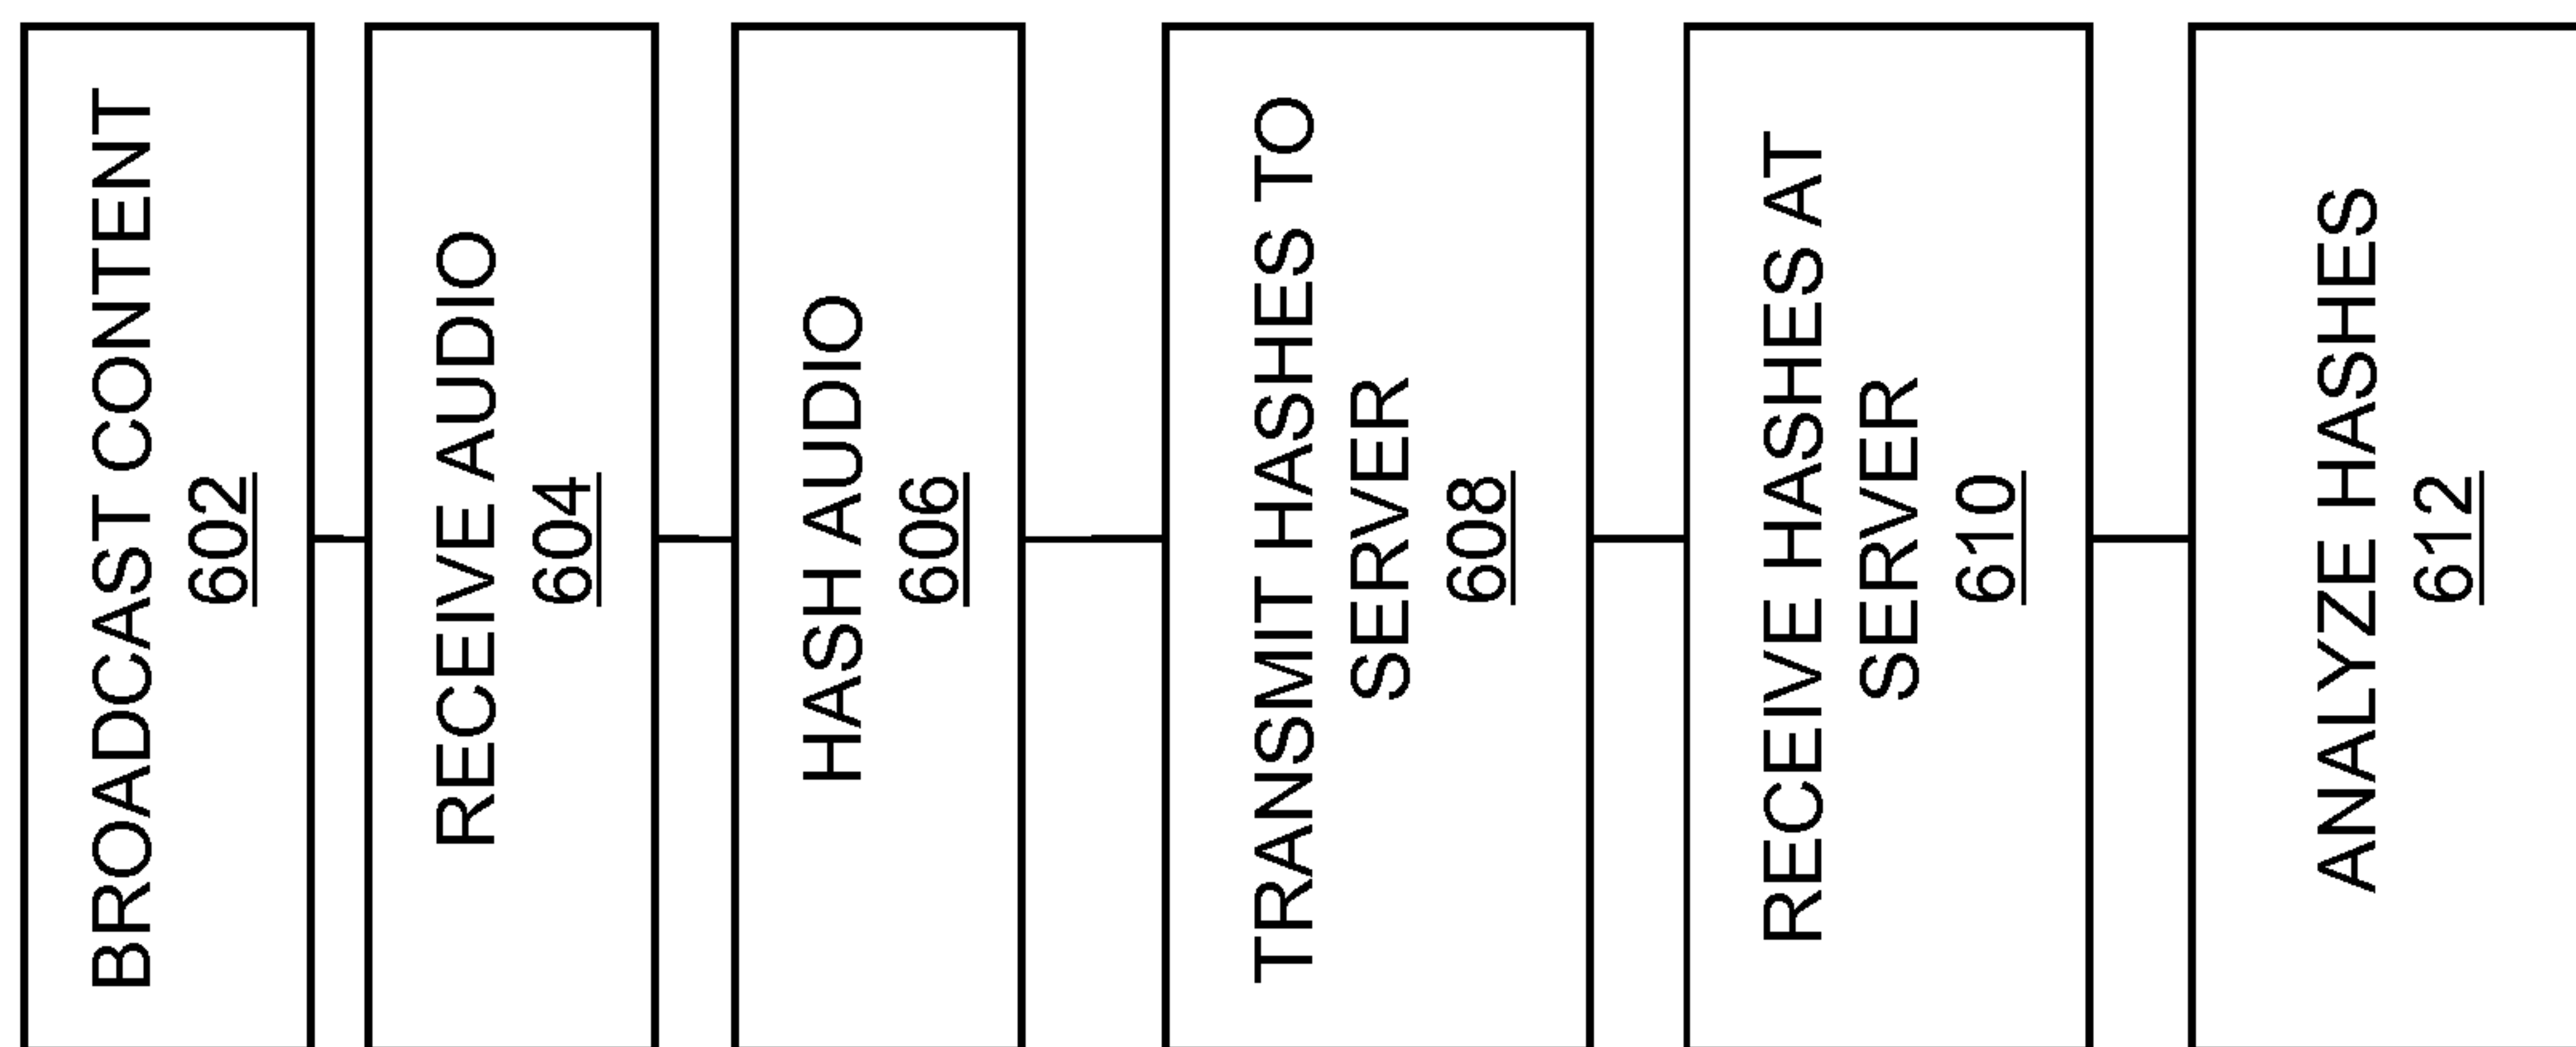 BROADCAST CONTENT
602
RECEIVE AUDIO
604
HASH AUDIO
606
TRANSMIT HASHES TO
SERVER
608
RECEIVE HASHES AT
SERVER
610
ANALYZE HASHES
612